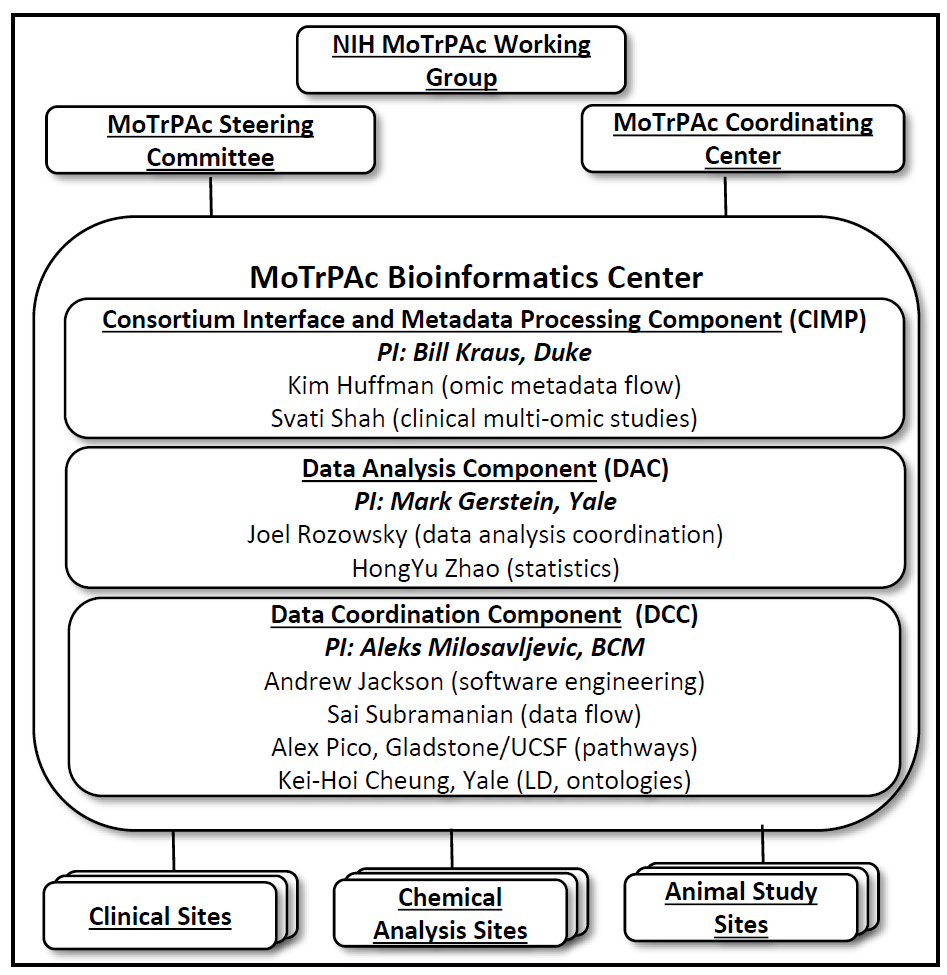 NIH MoTrPAc Working
Group
MoTrPAc Steering
Committee
MoTrPAc Coordinating
Center
MoTrPAc Bioinformatics Center
Consortium Interface and Metadata Processing Component (CIMP)
PI: Bill Kraus, Duke
Kim Huffman (omic metadata flow)
Svati Shah (clinical multi-omic studies)
Data Analysis Component (DAC)
PI: Mark Gerstein, Yale
Joel Rozowsky (data analysis coordination)
HongYu Zhao (statistics)
Data Coordination Component (DCC)
PI: Aleks Milosavljevic, BCM
Andrew Jackson (software engineering)
Sai Subramanian (data flow)
Alex Pico, Gladstone/UCSF (pathways)
Kei-Hoi Cheung, Yale (LD, ontologies)
Clinical Sites
Chemical
Analysis Sites
Animal Study
Sites